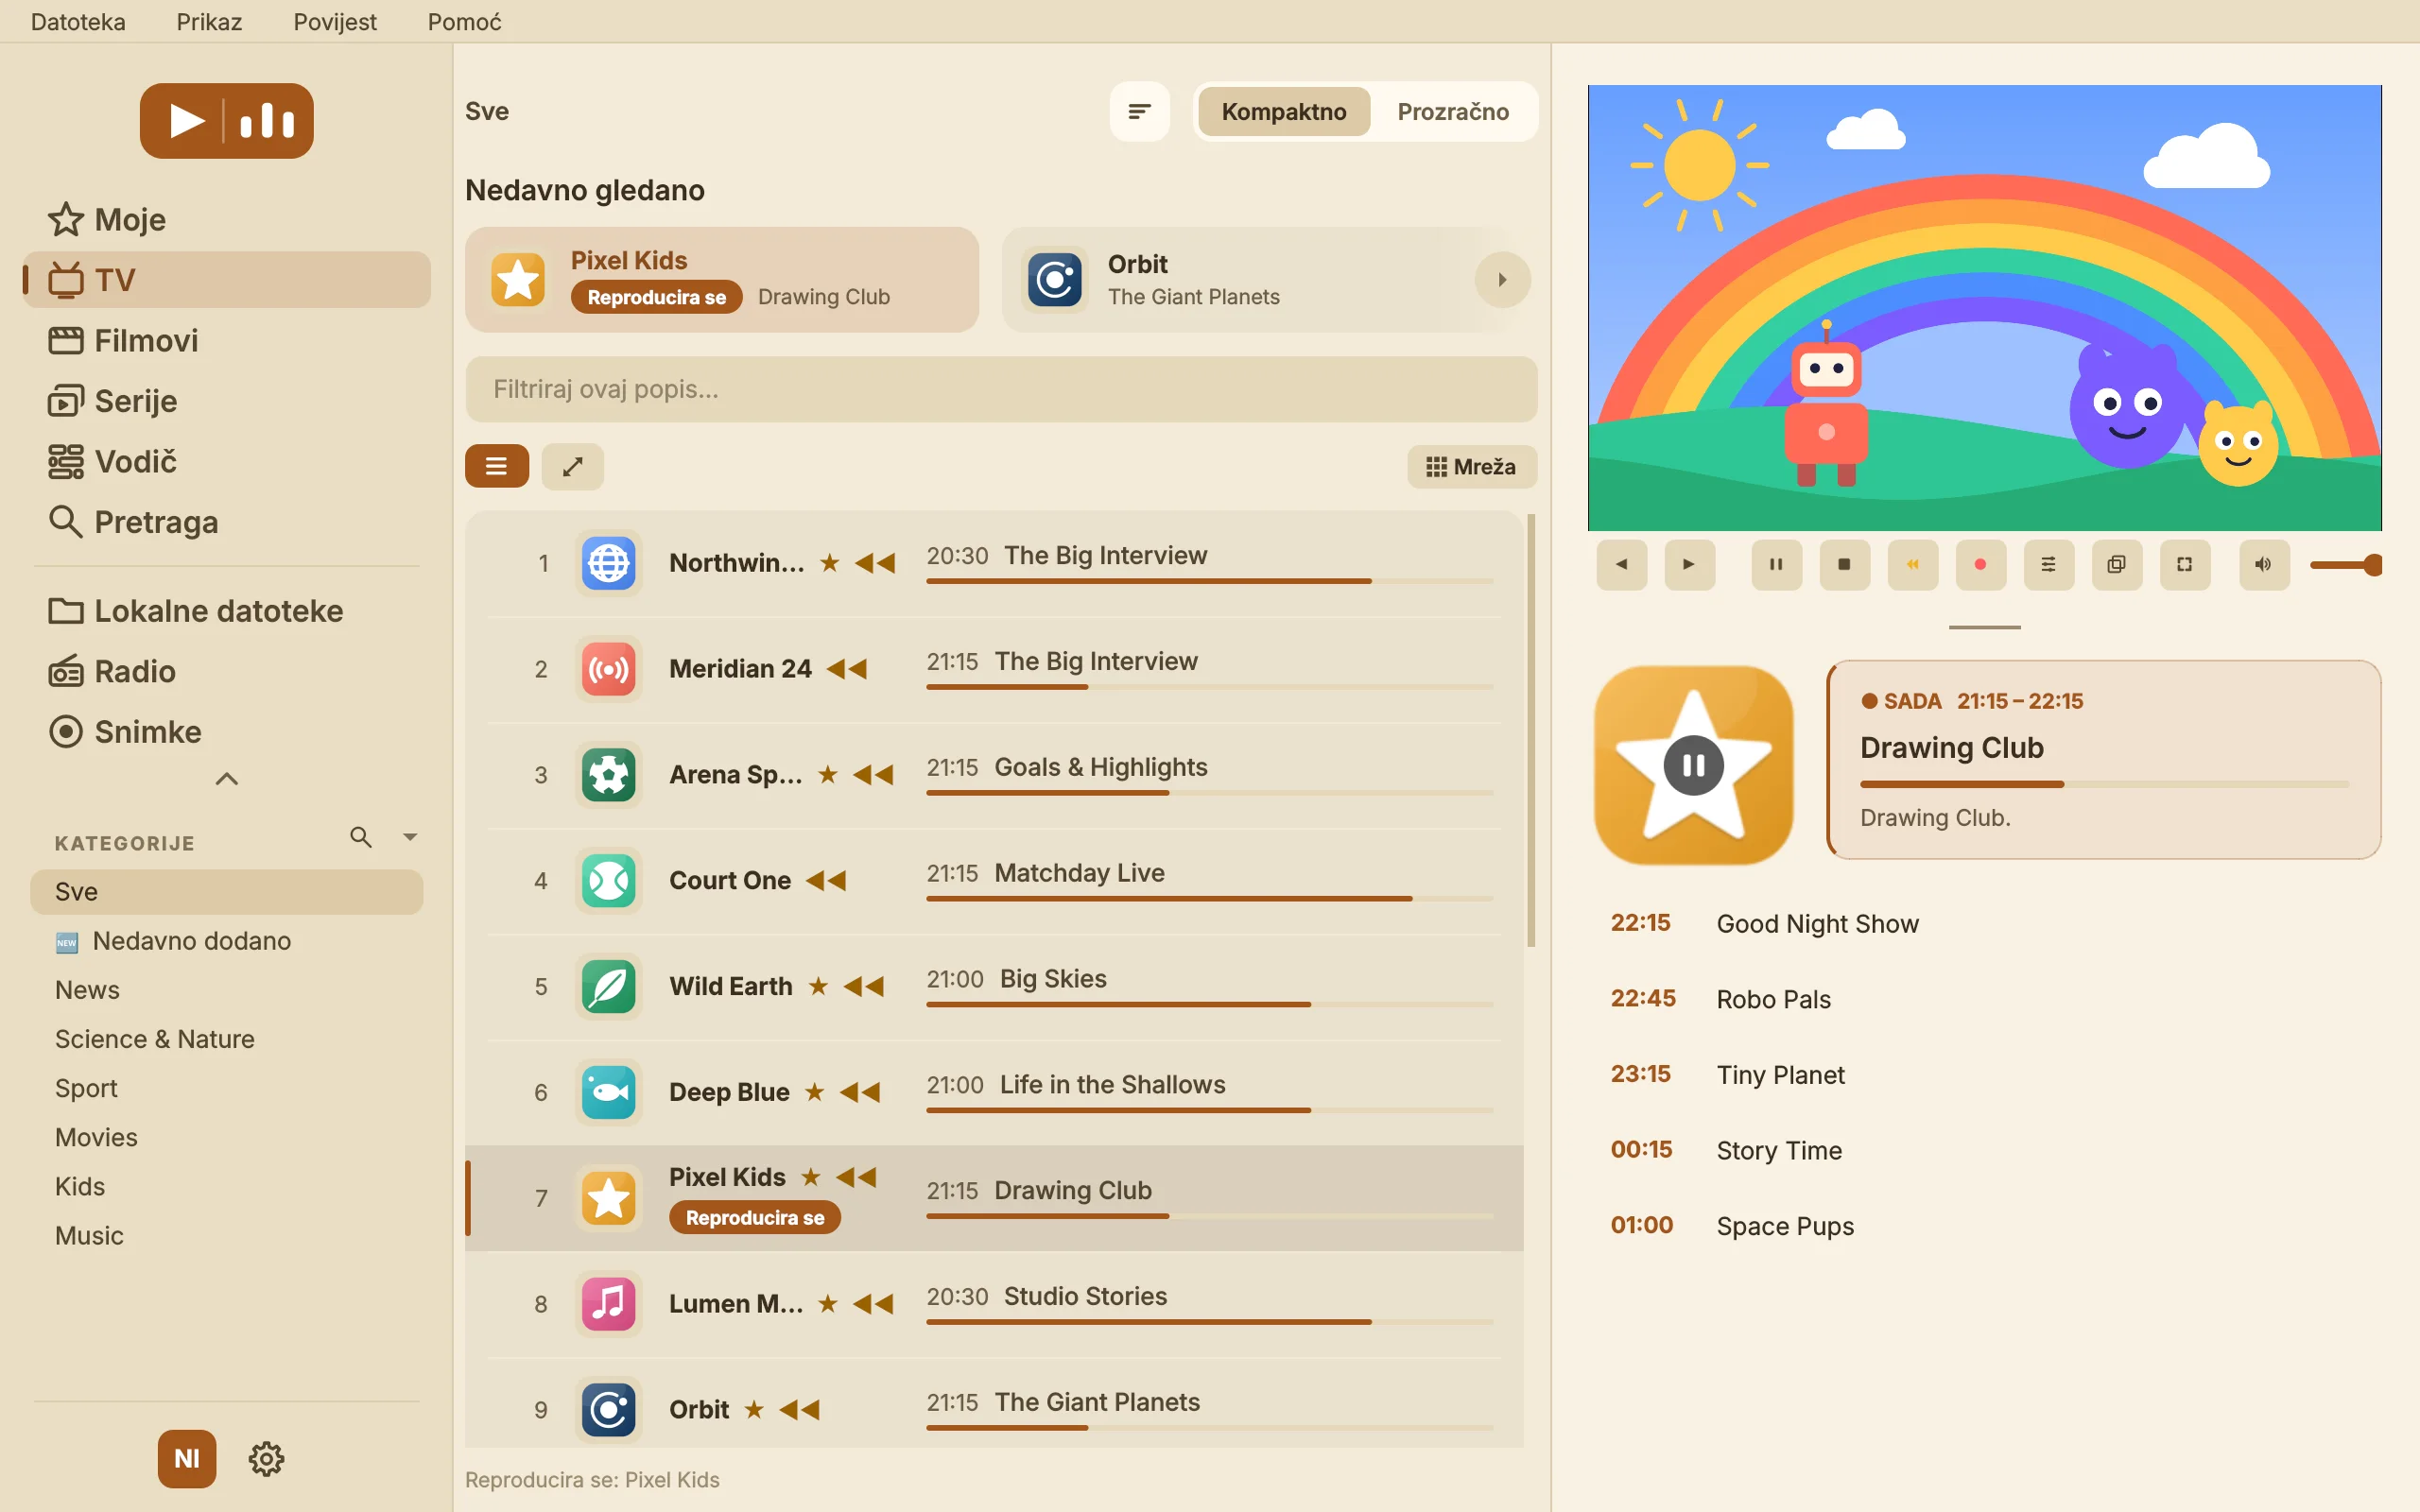 Datoteka Prikaz Povijest Pomoć
Moje
TV
Filmovi
Serije
Vodič
Pretraga
Lokalne datoteke
Radio
Snimke
KATEGORIJE
Sve
NEW Nedavno dodano
News
Science & Nature
Sport
Movies
Kids
Music
NI
Sve
Kompaktno Prozračno
Nedavno gledano
Pixel Kids
Reproducira se Drawing Club
Orbit
The Giant Planets
Filtriraj ovaj popis...
Mreža
1 Northwin... 20:30 The Big Interview
2 Meridian 24 21:15 The Big Interview
3 Arena Sp... 21:15 Goals & Highlights
4 Court One 21:15 Matchday Live
5 Wild Earth 21:00 Big Skies
6 Deep Blue 21:00 Life in the Shallows
7 Pixel Kids 21:15 Drawing Club
Reproducira se
8 Lumen M... 20:30 Studio Stories
9 Orbit 21:15 The Giant Planets
Reproducira se: Pixel Kids
SADA 21:15 – 22:15
Drawing Club
Drawing Club.
22:15 Good Night Show
22:45 Robo Pals
23:15 Tiny Planet
00:15 Story Time
01:00 Space Pups